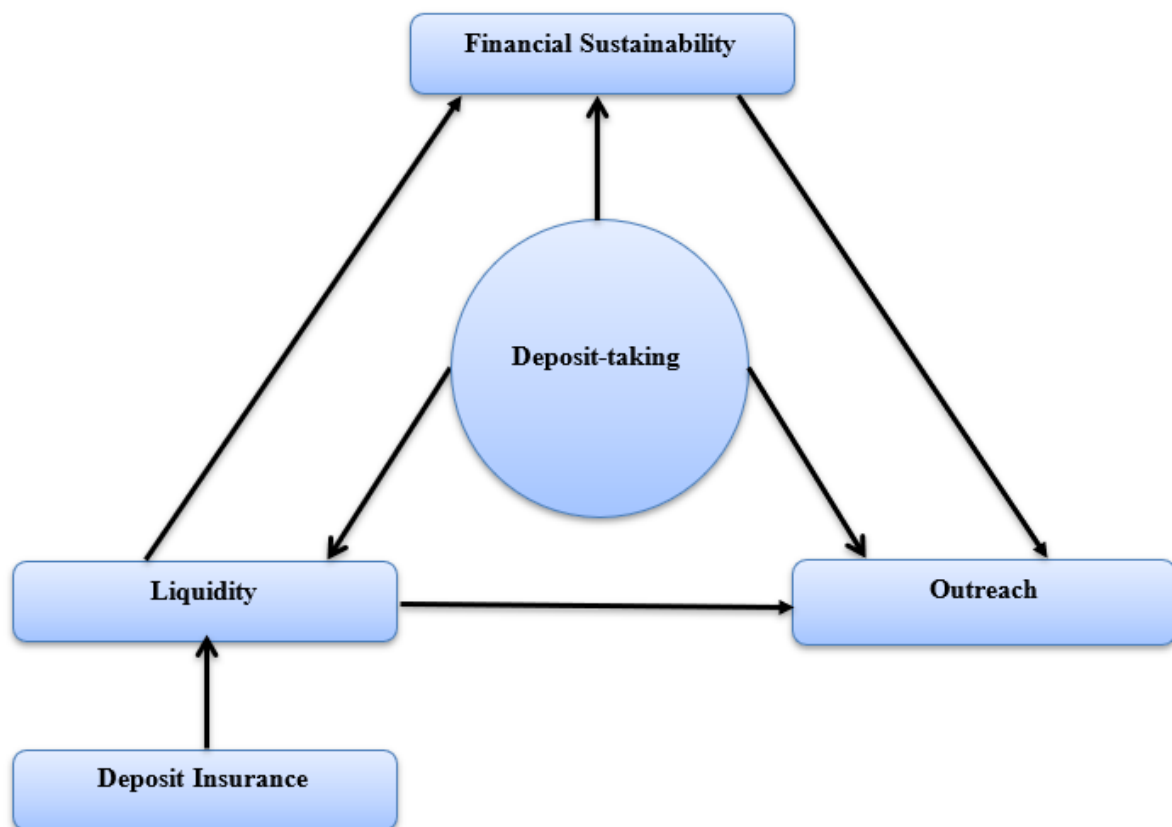 Financial Sustainability
Deposit-taking
Liquidity
Outreach
Deposit Insurance